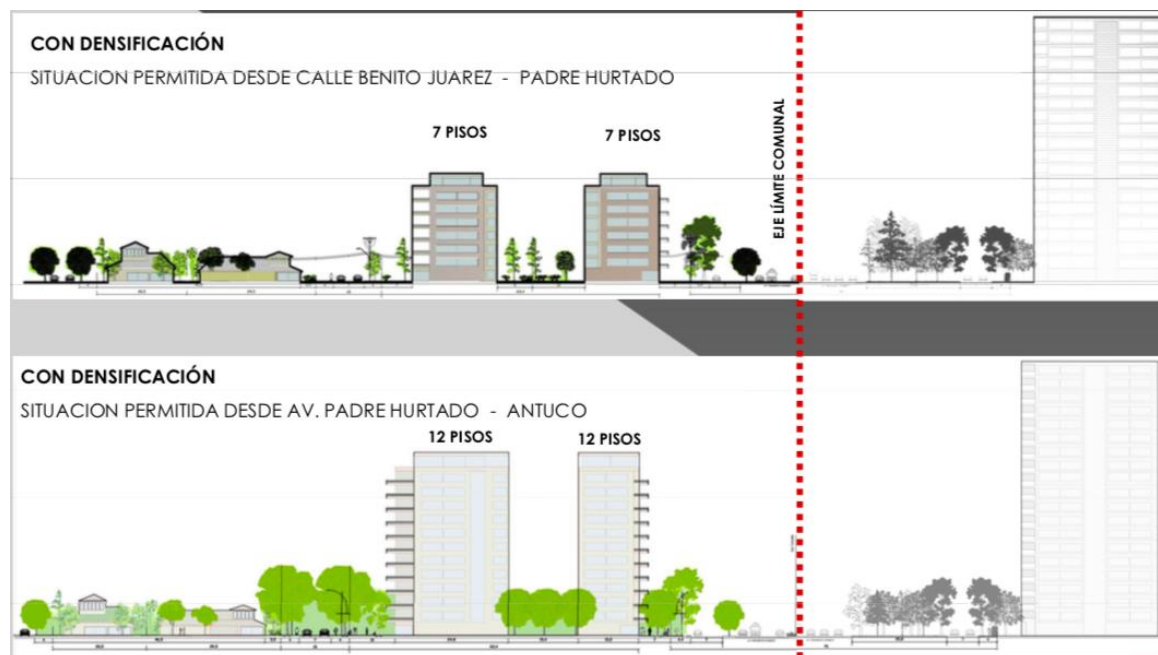 CON DENSIFICACIÓN
SITUACION PERMITIDA DESDE CALLE BENITO JUAREZ - PADRE HURTADO
7 PISOS
7 PISOS
EJE LÍMITE COMUNAL
CON DENSIFICACIÓN
SITUACION PERMITIDA DESDE AV. PADRE HURTADO - ANTUCO
12 PISOS
12 PISOS